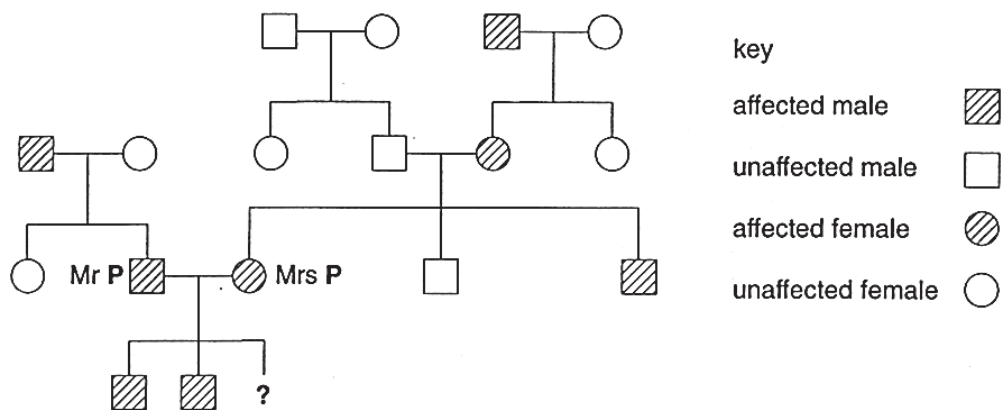 key
affected male
unaffected male
affected female
unaffected female
Mr P
Mrs P
?